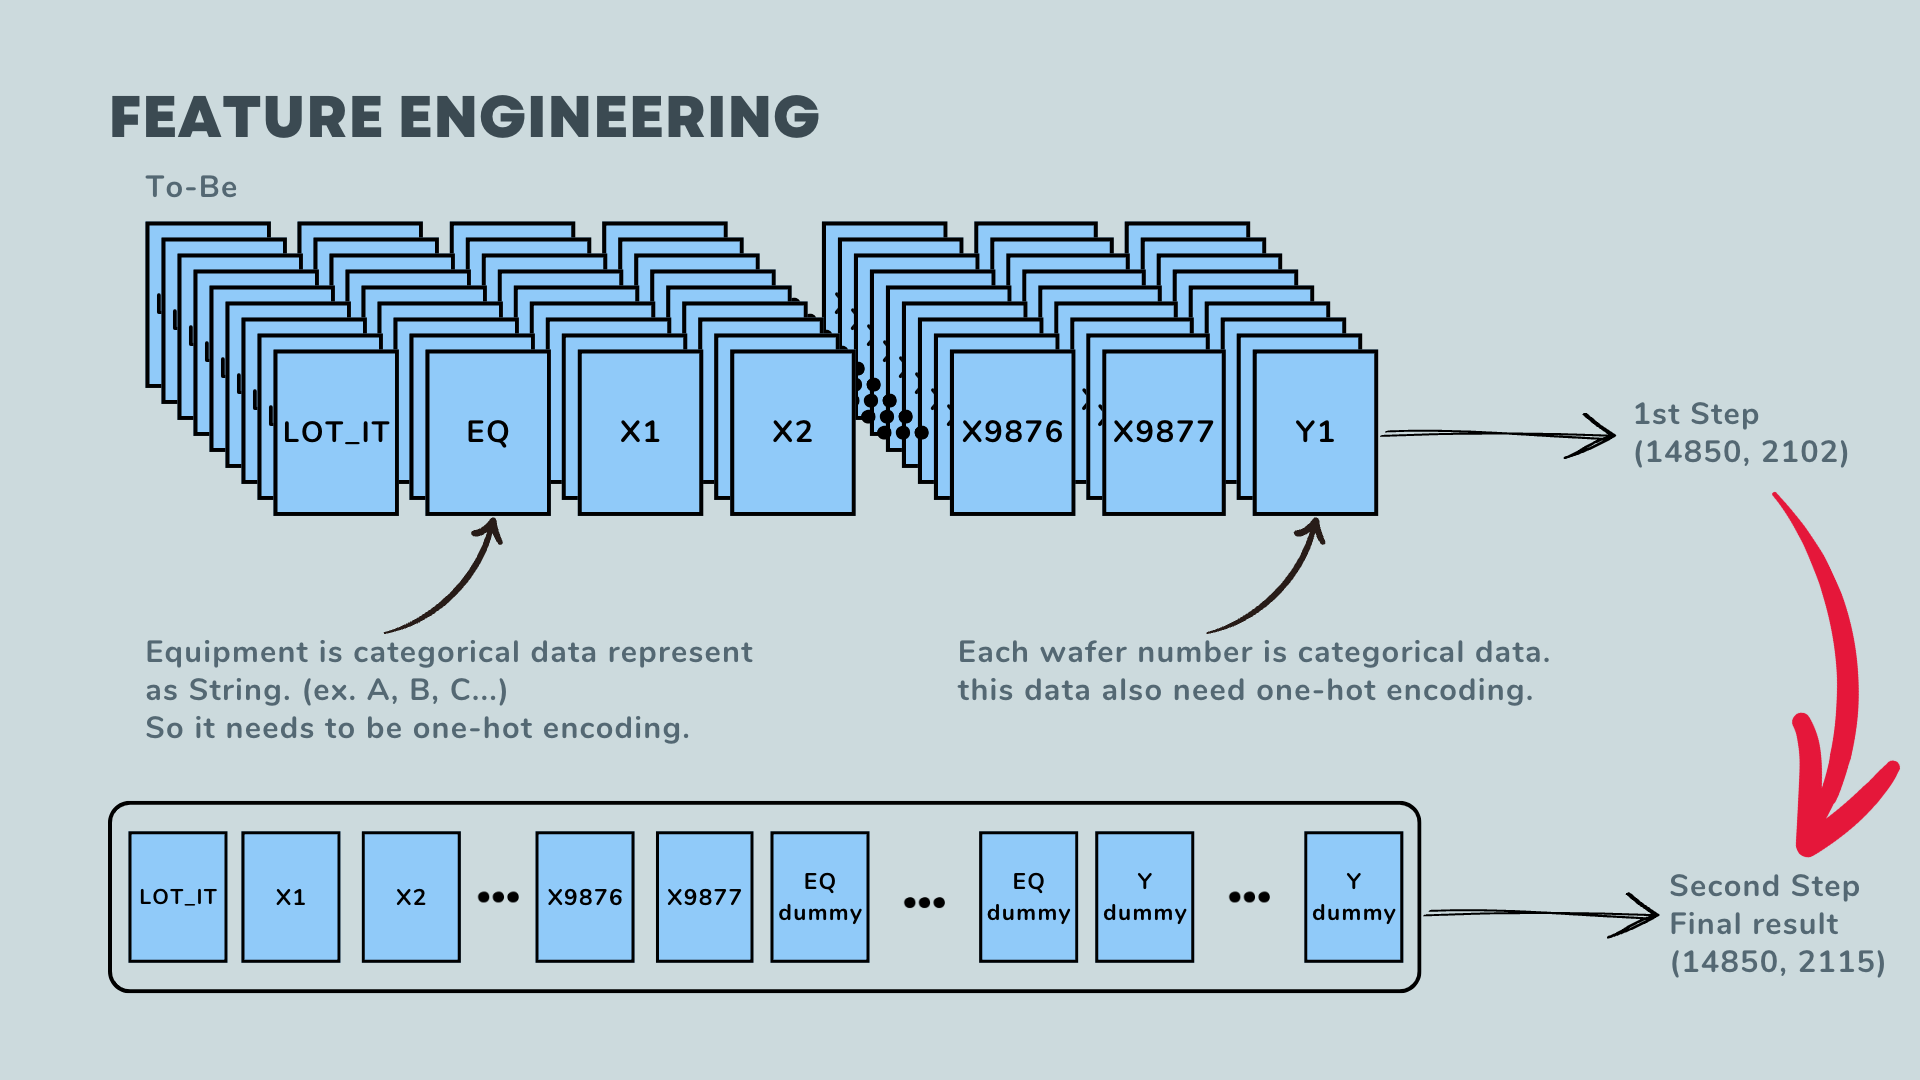 FEATURE ENGINEERING
To-Be
LOT_IT
EQ
X1
X2
X9876
X9877
Y1
1st Step
(14850, 2102)
Equipment is categorical data represent
as String. (ex. A, B, C...)
So it needs to be one-hot encoding.
Each wafer number is categorical data.
this data also need one-hot encoding.
LOT_IT
X1
X2
X9876
X9877
EQ
dummy
EQ
dummy
Y
dummy
Y
dummy
Second Step
Final result
(14850, 2115)